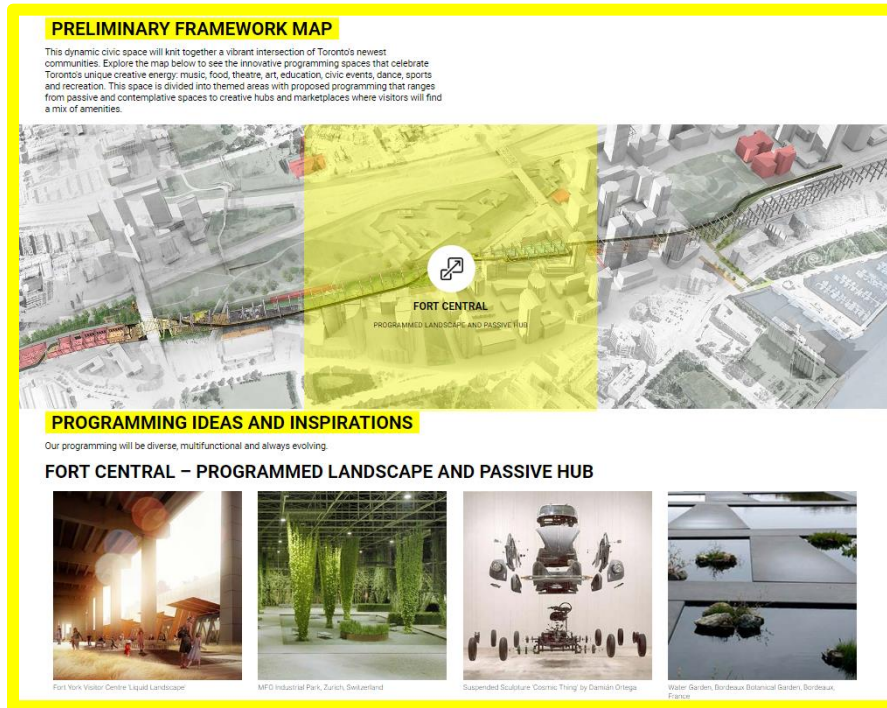 PRELIMINARY FRAMEWORK MAP
This dynamic civic space will knit together a vibrant intersection of Toronto's newest
communities. Explore the map below to see the innovative programming spaces that celebrate
Toronto's unique creative energy: music, food, theatre, art, education, civic events, dance, sports
and recreation. This space is divided into themed areas with proposed programming that ranges
from passive and contemplative spaces to creative hubs and marketplaces where visitors will find
a mix of amenities.
FORT CENTRAL
PROGRAMMED LANDSCAPE AND PASSIVE HUB
PROGRAMMING IDEAS AND INSPIRATIONS
Our programming will be diverse, multifunctional and always evolving.
FORT CENTRAL – PROGRAMMED LANDSCAPE AND PASSIVE HUB
Fort York Visitor Centre 'Liquid Landscape'
MFO Industrial Park, Zurich, Switzerland
Suspended Sculpture 'Cosmic Thing' by Damián Ortega
Water Garden, Bordeaux Botanical Garden, Bordeaux,
France